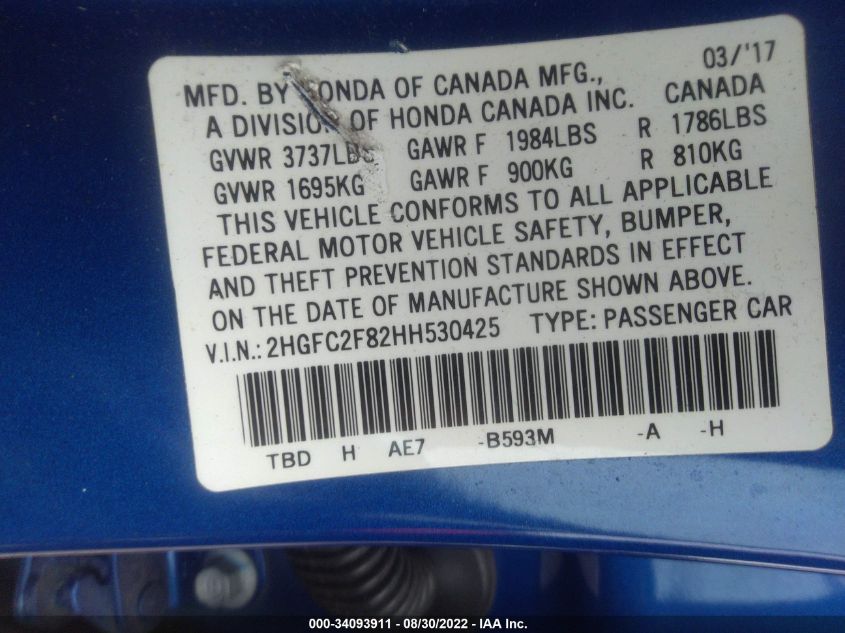 03/'17
MFD. BY HONDA OF CANADA MFG.,
A DIVISION OF HONDA CANADA INC. CANADA
GVWR 3737LBS GAWR F 1984LBS R 1786LBS
GVWR 1695KG GAWR F 900KG R 810KG
THIS VEHICLE CONFORMS TO ALL APPLICABLE
FEDERAL MOTOR VEHICLE SAFETY, BUMPER,
AND THEFT PREVENTION STANDARDS IN EFFECT
ON THE DATE OF MANUFACTURE SHOWN ABOVE.
V.I.N.: 2HGFC2F82HH530425 TYPE: PASSENGER CAR
TBD H AE7 -B593M -A -H
000-34093911 - 08/30/2022 - IAA Inc.